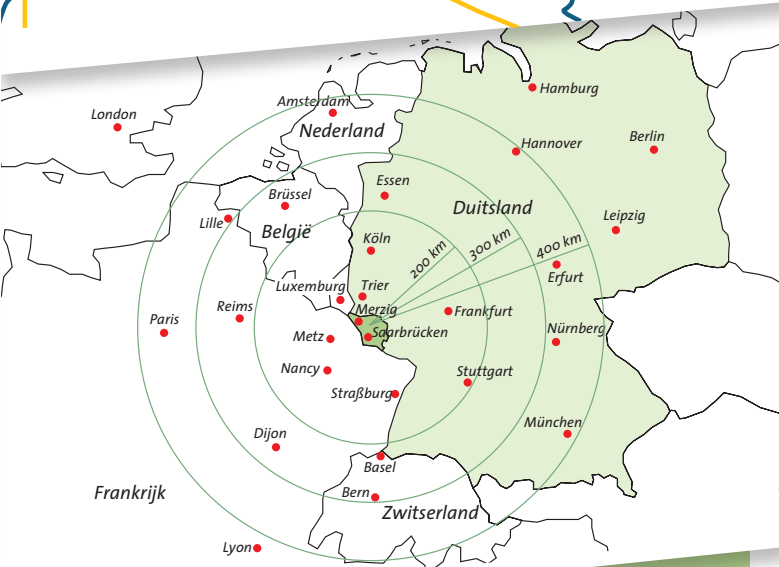 Hamburg
Amsterdam
London
Nederland
Hannover
Berlin
Essen
Brüssel
Duitsland
Lille
België
Leipzig
Köln
200 km
300 km
400 km
Erfurt
Luxemburg
Trier
Reims
Merzig
Frankfurt
Paris
Metz
Saarbrücken
Nürnberg
Nancy
Stuttgart
Straßburg
München
Dijon
Basel
Frankrijk
Bern
Zwitserland
Lyon